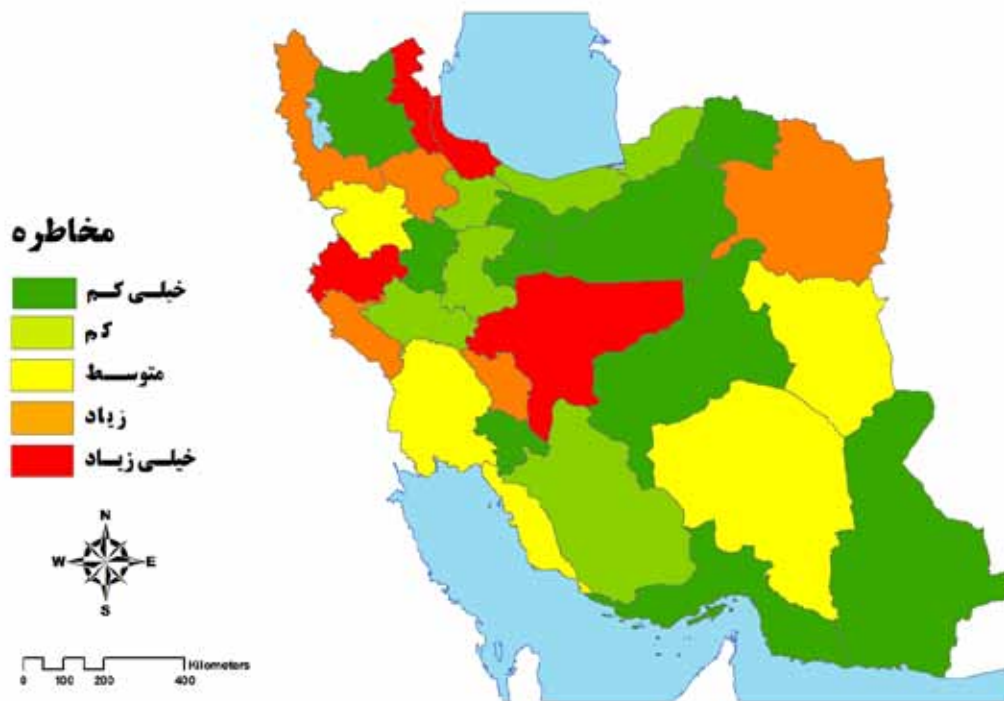 مخاطره
خیلی کم
کم
متوسط
زیاد
خیلی زیاد
N
W E
S
Kilometers
0 100 200 400